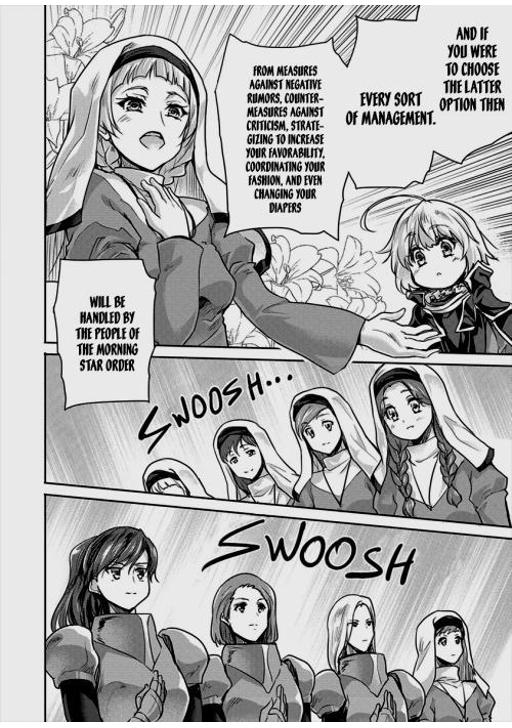 AND IF
YOU WERE
TO CHOOSE
THE LATTER
OPTION THEN
EVERY SORT
OF MANAGEMENT.
FROM MEASURES
AGAINST NEGATIVE
RUMORS, COUNTER-
MEASURES AGAINST
CRITICISM, STRATE-
GIZING TO INCREASE
YOUR FAVORABILITY,
COORDINATING YOUR
FASHION, AND EVEN
CHANGING YOUR
DIAPERS
WILL BE
HANDLED BY
THE PEOPLE OF
THE MORNING
STAR ORDER
SWOOSH...
SWOOSH